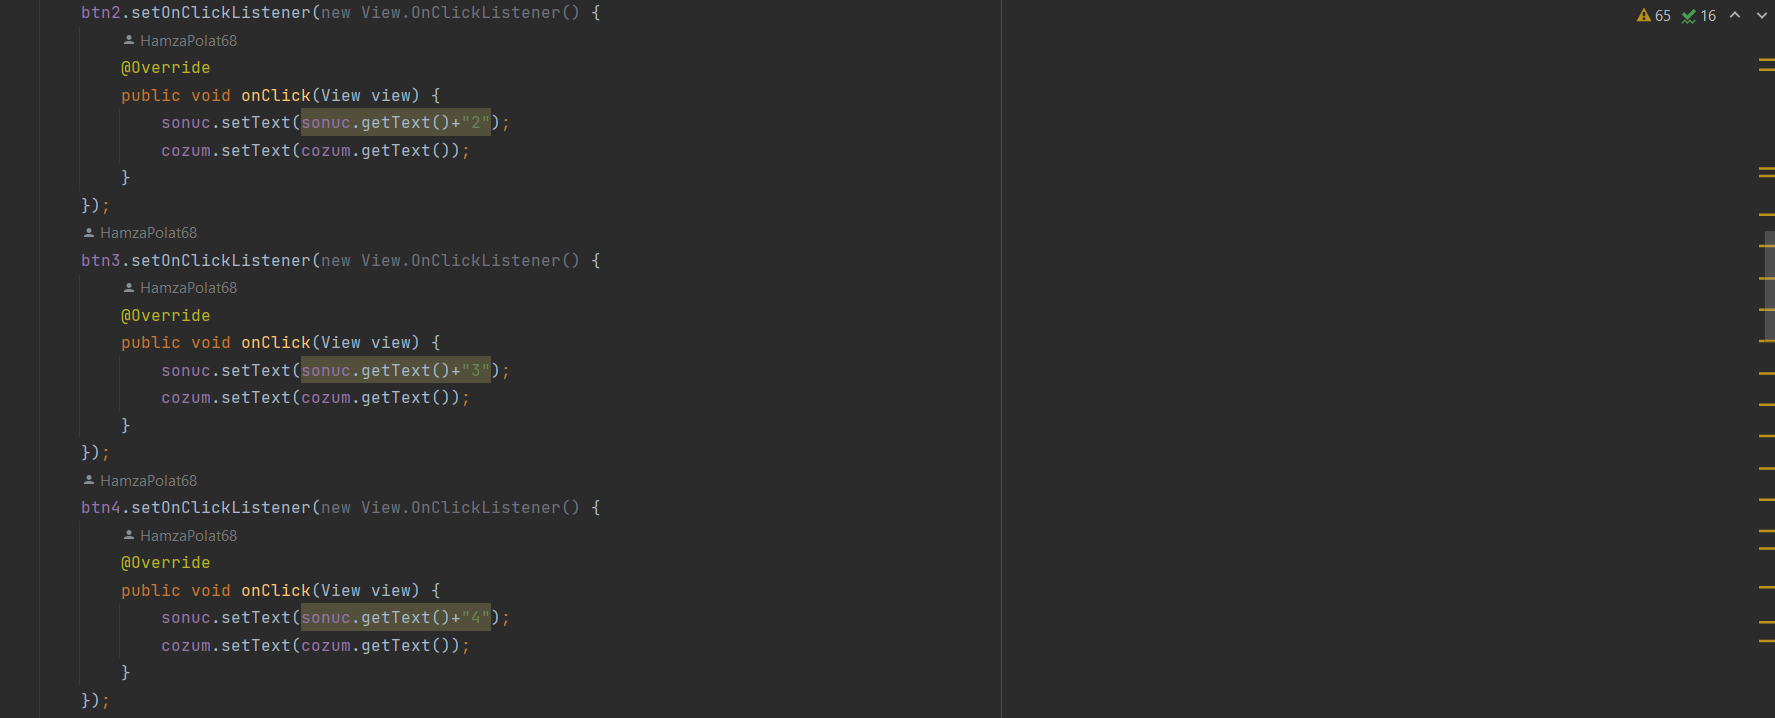 btn2.setOnClickListener(new View.OnClickListener() {
65 16
HamzaPolat68
@Override
public void onClick(View view) {
sonuc.setText(sonuc.getText()+"2");
cozum.setText(cozum.getText());
}
});
HamzaPolat68
btn3.setOnClickListener(new View.OnClickListener() {
HamzaPolat68
@Override
public void onClick(View view) {
sonuc.setText(sonuc.getText()+"3");
cozum.setText(cozum.getText());
}
});
HamzaPolat68
btn4.setOnClickListener(new View.OnClickListener() {
HamzaPolat68
@Override
public void onClick(View view) {
sonuc.setText(sonuc.getText()+"4");
cozum.setText(cozum.getText());
}
});